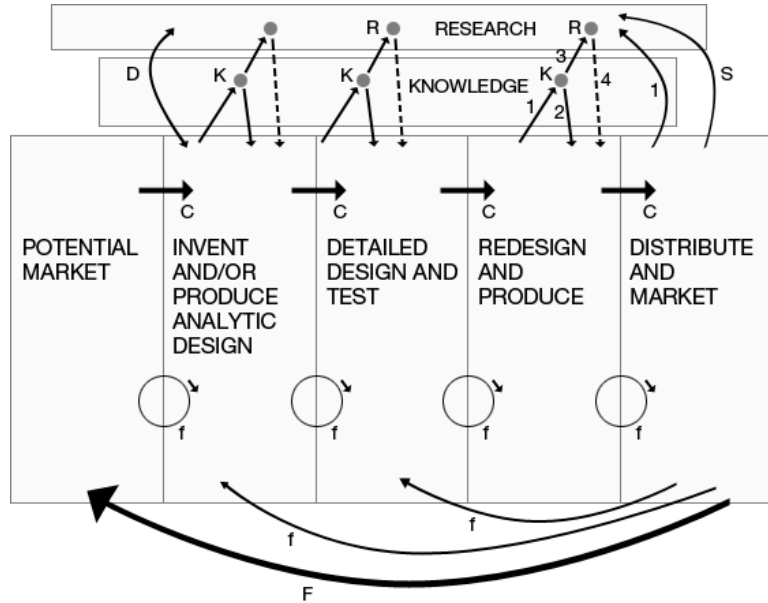 R
R
RESEARCH
D
K
K
KNOWLEDGE
K
3
4
1
2
1
S
C
C
C
C
POTENTIAL
MARKET
INVENT
AND/OR
PRODUCE
ANALYTIC
DESIGN
DETAILED
DESIGN AND
TEST
REDESIGN
AND
PRODUCE
DISTRIBUTE
AND
MARKET
f
f
f
f
f
f
F